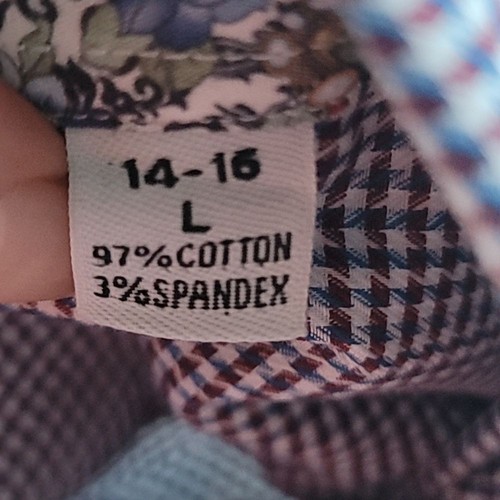 14-16
L
97% COTTON
3% SPANDEX